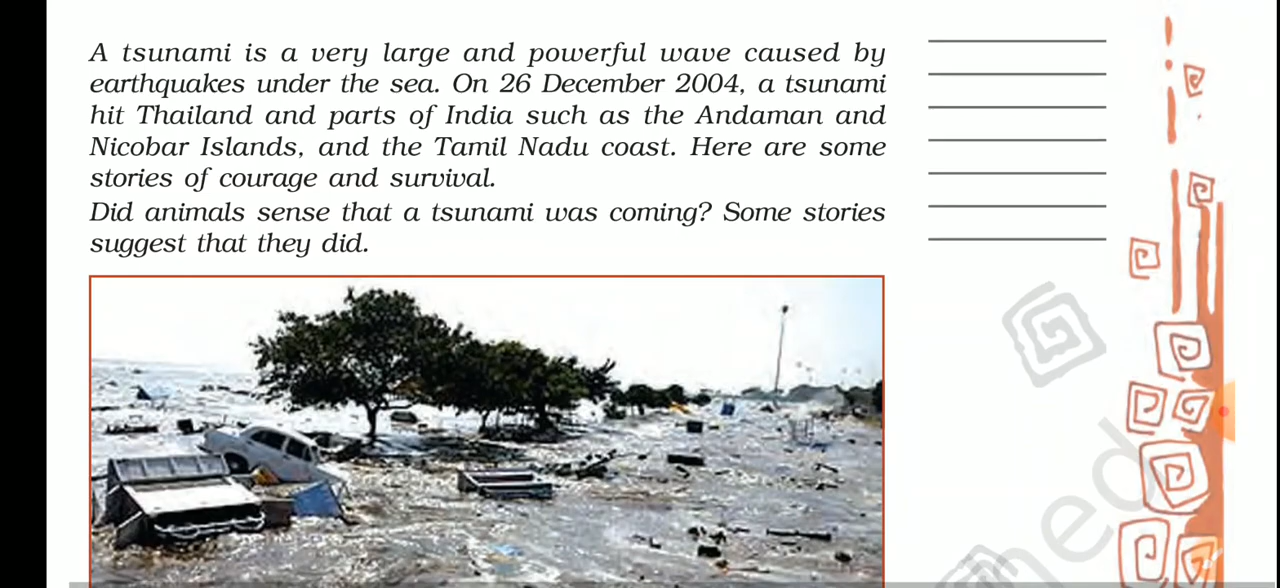 A tsunami is a very large and powerful wave caused by
earthquakes under the sea. On 26 December 2004, a tsunami
hit Thailand and parts of India such as the Andaman and
Nicobar Islands, and the Tamil Nadu coast. Here are some
stories of courage and survival.
Did animals sense that a tsunami was coming? Some stories
suggest that they did.